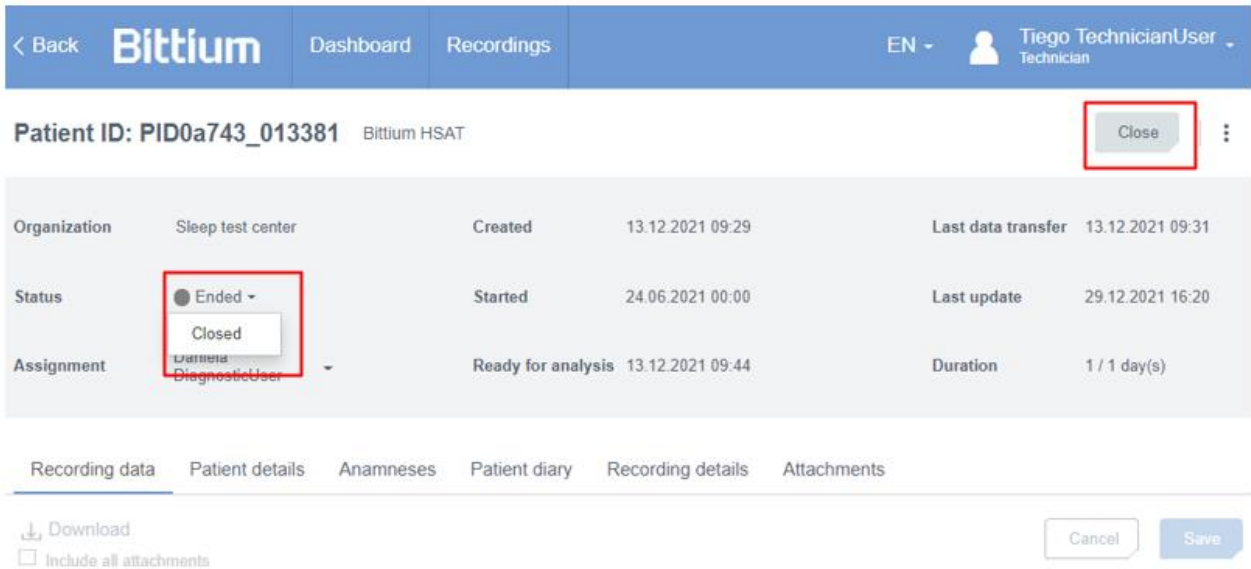 Back Bittium Dashboard Recordings EN Tiego TechnicianUser
Technician
Patient ID: PID0a743_013381 Bittium HSAT Close
Organization Sleep test center Created 13.12.2021 09:29 Last data transfer 13.12.2021 09:31
Status Ended Started 24.06.2021 00:00 Last update 29.12.2021 16:20
Closed
Assignment Daniela DiagnosticUser Ready for analysis 13.12.2021 09:44 Duration 1 / 1 day(s)
Recording data Patient details Anamneses Patient diary Recording details Attachments
Download Cancel Save
Include all attachments